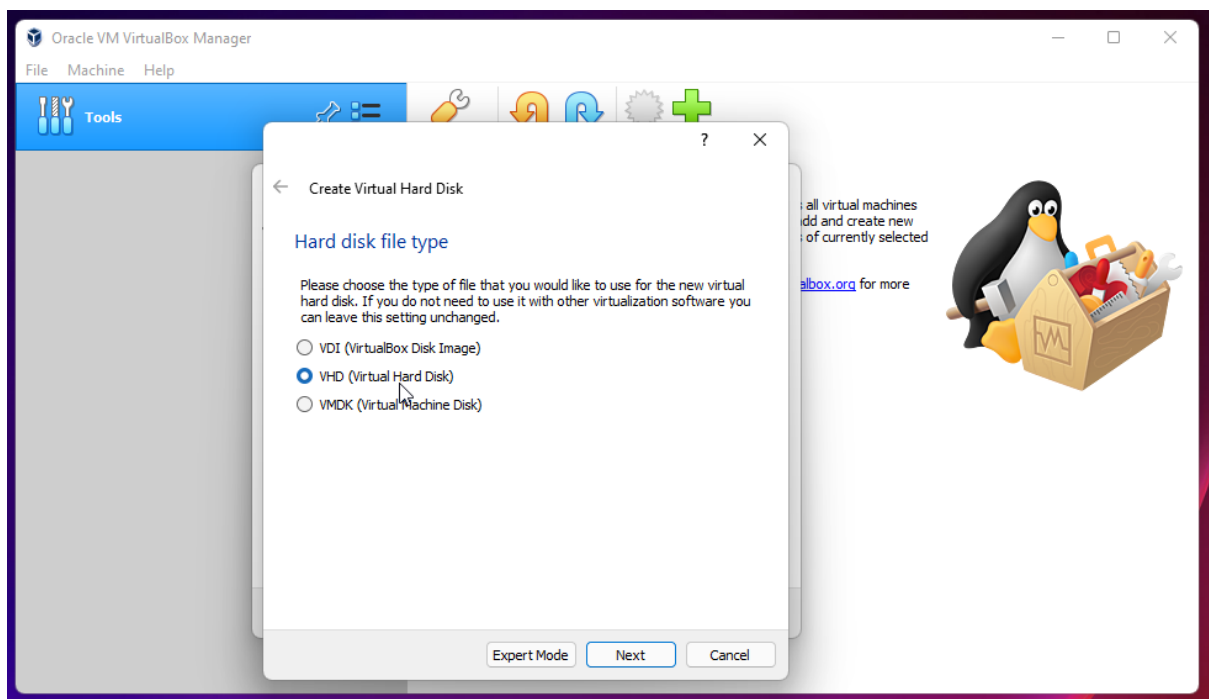 Oracle VM VirtualBox Manager
File Machine Help
Tools
?
Create Virtual Hard Disk
Hard disk file type
Please choose the type of file that you would like to use for the new virtual
hard disk. If you do not need to use it with other virtualization software you
can leave this setting unchanged.
VDI (VirtualBox Disk Image)
VHD (Virtual Hard Disk)
VMDK (Virtual Machine Disk)
Expert Mode Next Cancel
all virtual machines
add and create new
of currently selected
albox.org for more